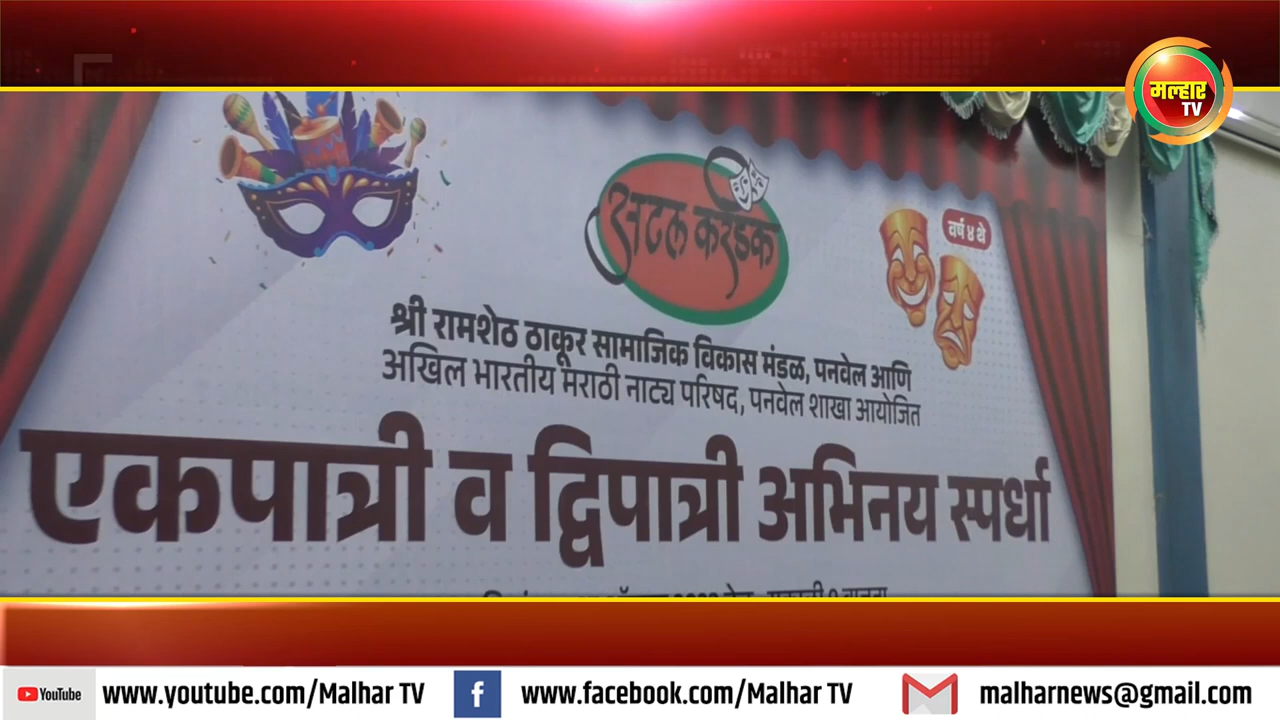 मल्हार
TV
अटल करंडक
वर्ष ४ थे
श्री रामशेठ ठाकूर सामाजिक विकास मंडळ, पनवेल आणि
अखिल भारतीय मराठी नाट्य परिषद, पनवेल शाखा आयोजित
एकपात्री व द्विपात्री अभिनय स्पर्धा
YouTube www.youtube.com/Malhar TV www.facebook.com/Malhar TV malharnews@gmail.com